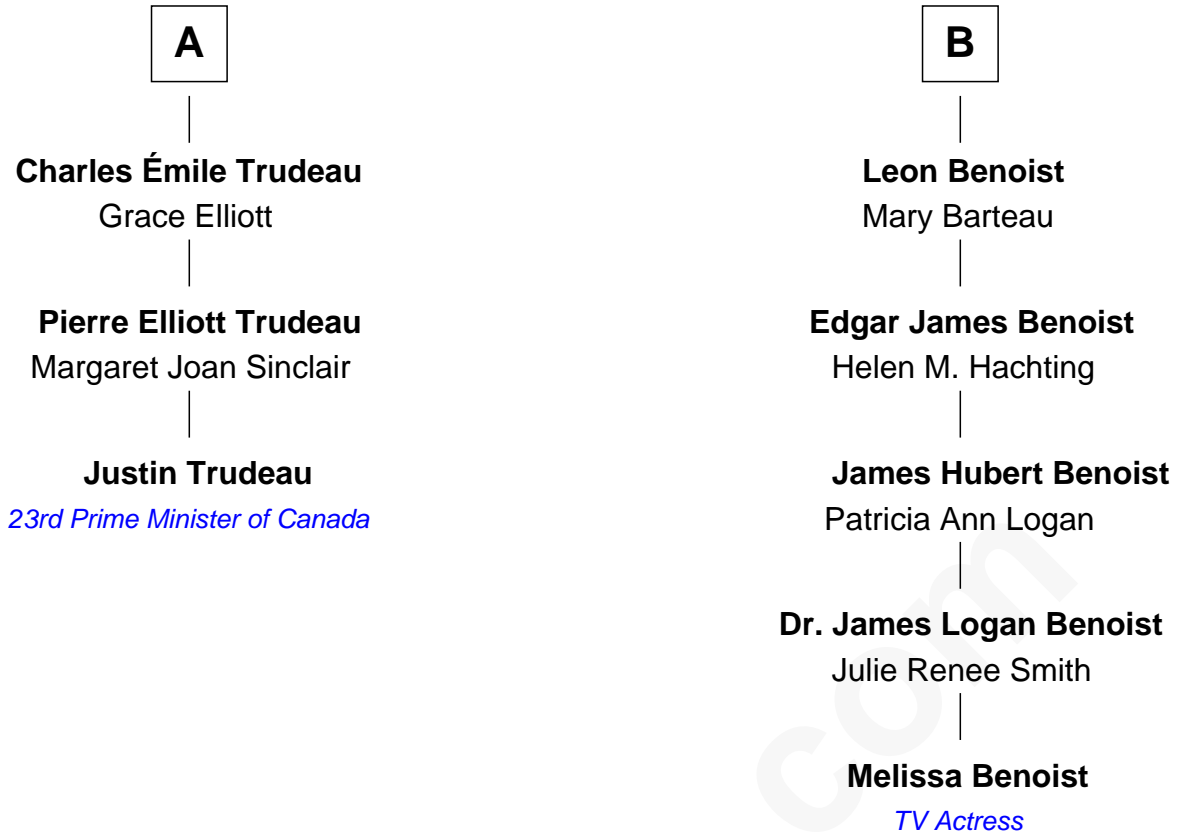 A
Charles Émile Trudeau
Grace Elliott
Pierre Elliott Trudeau
Margaret Joan Sinclair
Justin Trudeau
23rd Prime Minister of Canada
B
Leon Benoist
Mary Barteau
Edgar James Benoist
Helen M. Hachting
James Hubert Benoist
Patricia Ann Logan
Dr. James Logan Benoist
Julie Renee Smith
Melissa Benoist
TV Actress
com